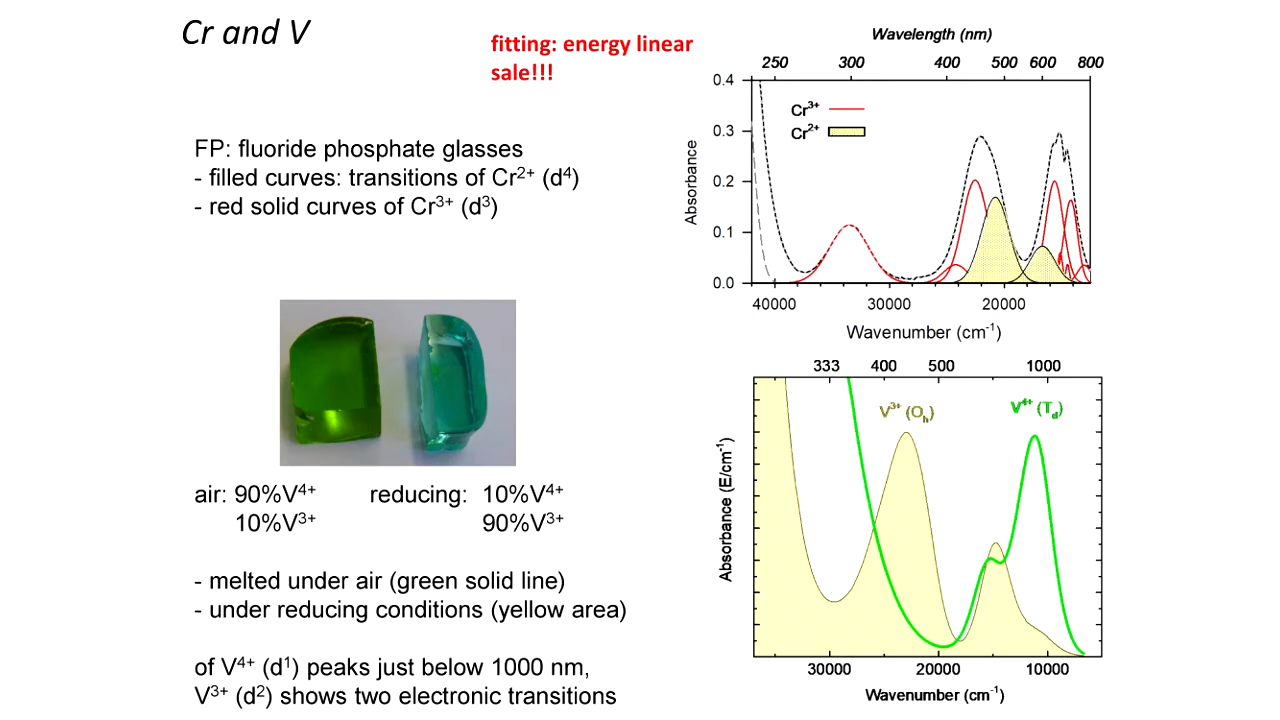 Cr and V
fitting: energy linear
sale!!!
FP: fluoride phosphate glasses
- filled curves: transitions of Cr²⁺ (d⁴)
- red solid curves of Cr³⁺ (d³)
air: 90%V⁴⁺ reducing: 10%V⁴⁺
10%V³⁺ 90%V³⁺
- melted under air (green solid line)
- under reducing conditions (yellow area)
of V⁴⁺ (d¹) peaks just below 1000 nm,
V³⁺ (d²) shows two electronic transitions
Wavelength (nm)
250 300 400 500 600 800
0.4
0.3
0.2
0.1
0.0
Absorbance
Cr³⁺
Cr²⁺
40000 30000 20000
Wavenumber (cm⁻¹)
333 400 500 1000
V³⁺ (Oₕ) V⁴⁺ (T_d)
Absorbance (E/cm⁻¹)
30000 20000 10000
Wavenumber (cm⁻¹)